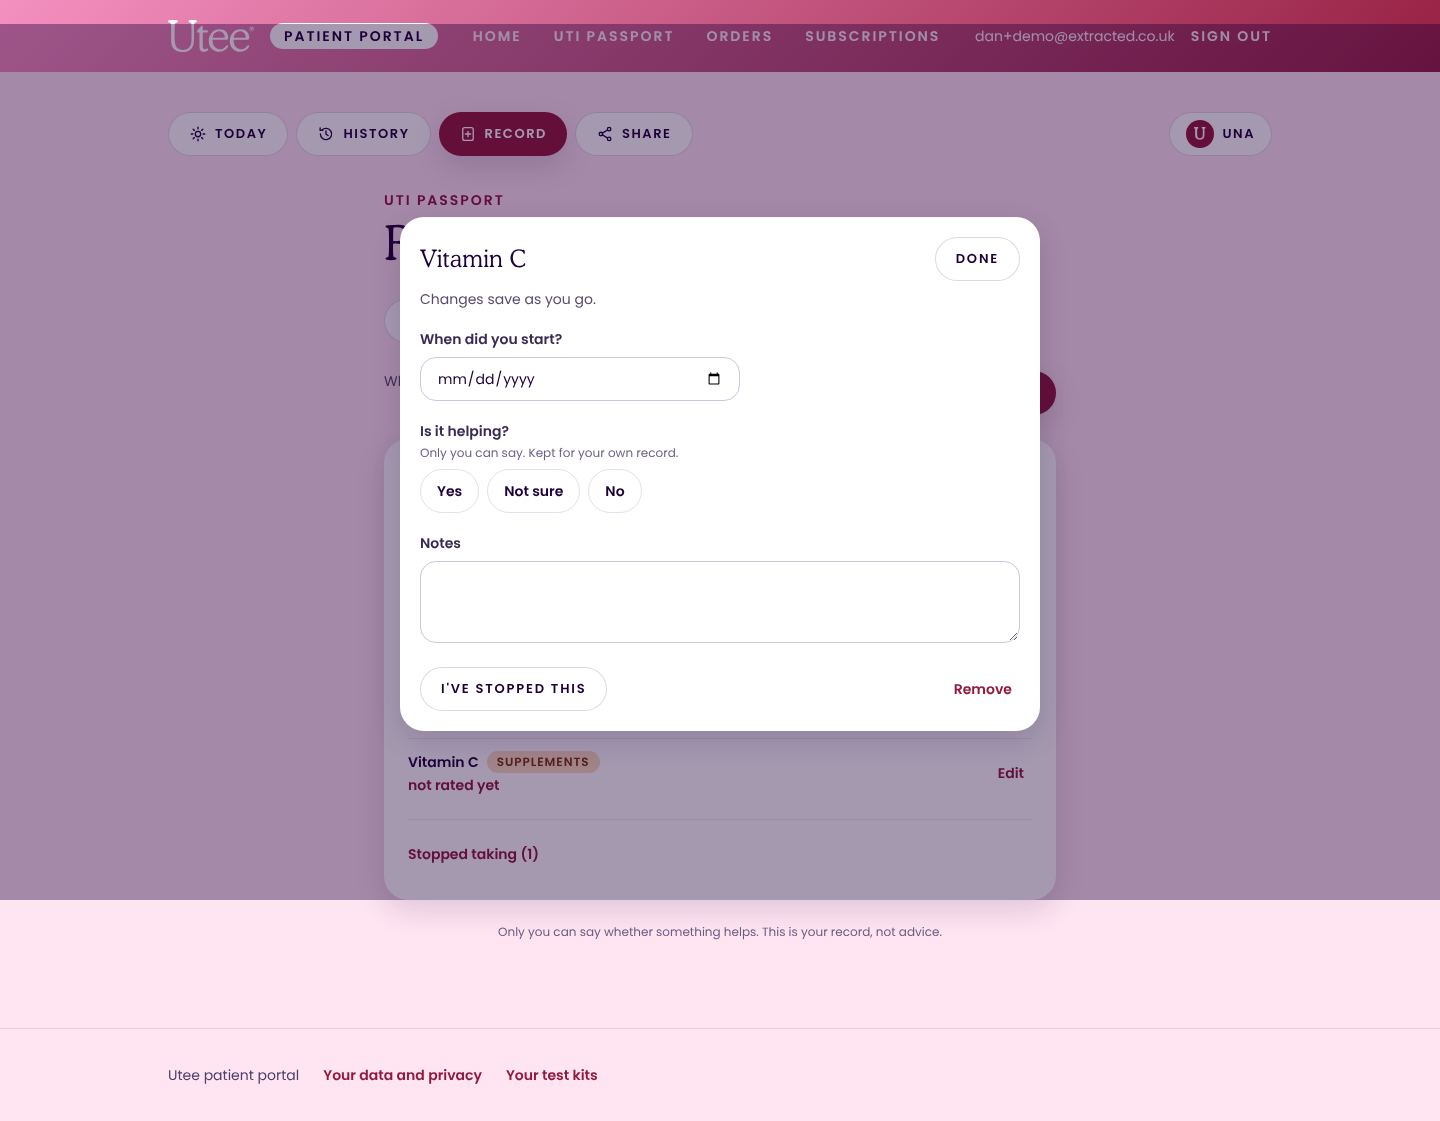 Utee®
PATIENT PORTAL
HOME
UTI PASSPORT
ORDERS
SUBSCRIPTIONS
dan+demo@extracted.co.uk
SIGN OUT
TODAY
HISTORY
RECORD
SHARE
U
UNA
UTI PASSPORT
Vitamin C
DONE
Changes save as you go.
When did you start?
mm/dd/yyyy
Is it helping?
Only you can say. Kept for your own record.
Yes
Not sure
No
Notes
I'VE STOPPED THIS
Remove
Vitamin C
SUPPLEMENTS
not rated yet
Edit
Stopped taking (1)
Only you can say whether something helps. This is your record, not advice.
Utee patient portal
Your data and privacy
Your test kits